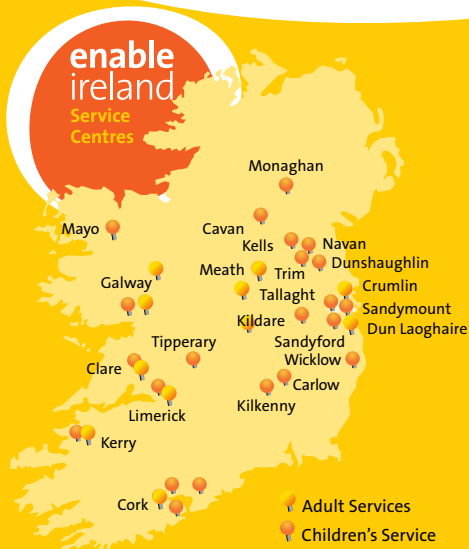 enable
ireland
Service
Centres
Monaghan
Mayo
Cavan
Kells
Navan
Dunshaughlin
Meath
Trim
Galway
Crumlin
Tallaght
Sandymount
Kildare
Dun Laoghaire
Tipperary
Sandyford
Wicklow
Clare
Carlow
Kilkenny
Limerick
Kerry
Cork
Adult Services
Children's Service